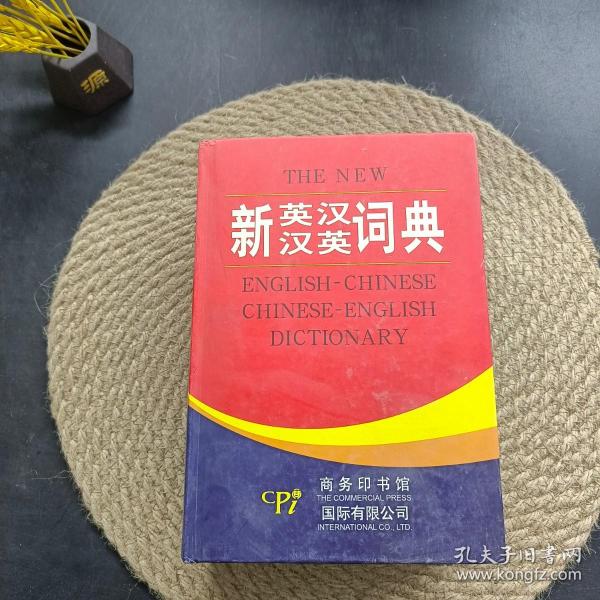 源
THE NEW
新英汉汉英词典
ENGLISH-CHINESE
CHINESE-ENGLISH
DICTIONARY
CPi
商务印书馆
THE COMMERCIAL PRESS
国际有限公司
INTERNATIONAL CO., LTD.
孔夫子旧书网
www.kongfz.com